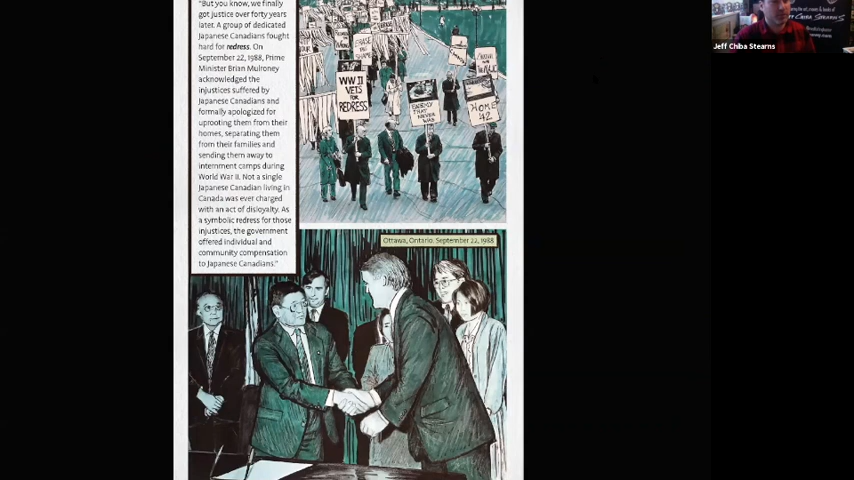 "But you know, we finally
got justice over forty years
later. A group of dedicated
Japanese Canadians fought
hard for redress. On
September 22, 1988, Prime
Minister Brian Mulroney
acknowledged the
injustices suffered by
Japanese Canadians and
formally apologized for
uprooting them from their
homes, separating them
from their families and
sending them away to
internment camps during
World War II. Not a single
Japanese Canadian living in
Canada was ever charged
with an act of disloyalty. As
a symbolic redress for those
injustices, the government
offered individual and
community compensation
to Japanese Canadians."
ERASE THE
SHAME
WW II
VETS
FOR
REDRESS
ENEMY
THAT
NEVER
WAS
HOME
'42
Ottawa, Ontario. September 22, 1988
Jeff Chiba Stearns